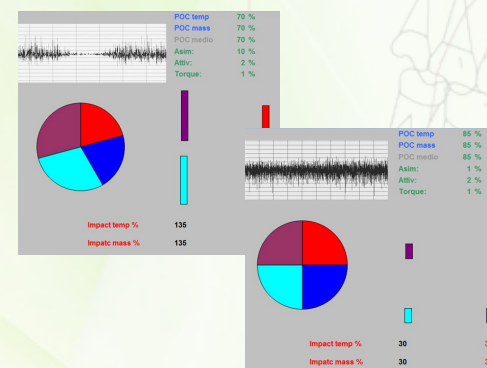 POC temp 70 %
POC mass 70 %
POC medio 70 %
Asim: 10 %
Attiv: 2 %
Torque: 1 %
Impact temp % 135
Impatc mass % 135
POC temp 85 %
POC mass 85 %
POC medio 85 %
Asim: 1 %
Attiv: 2 %
Torque: 1 %
Impact temp % 30
Impatc mass % 30